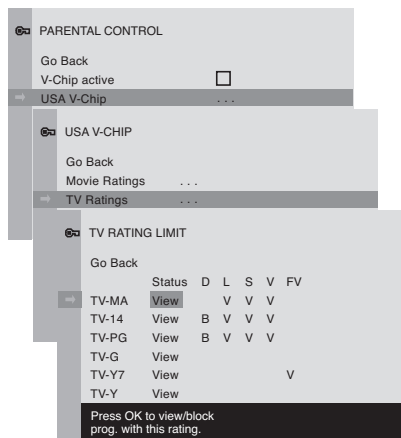 PARENTAL CONTROL
Go Back
V-Chip active
USA V-Chip ...
USA V-CHIP
Go Back
Movie Ratings ...
TV Ratings ...
TV RATING LIMIT
Go Back
Status D L S V FV
TV-MA View V V V
TV-14 View B V V V
TV-PG View B V V V
TV-G View
TV-Y7 View V
TV-Y View
Press OK to view/block
prog. with this rating.